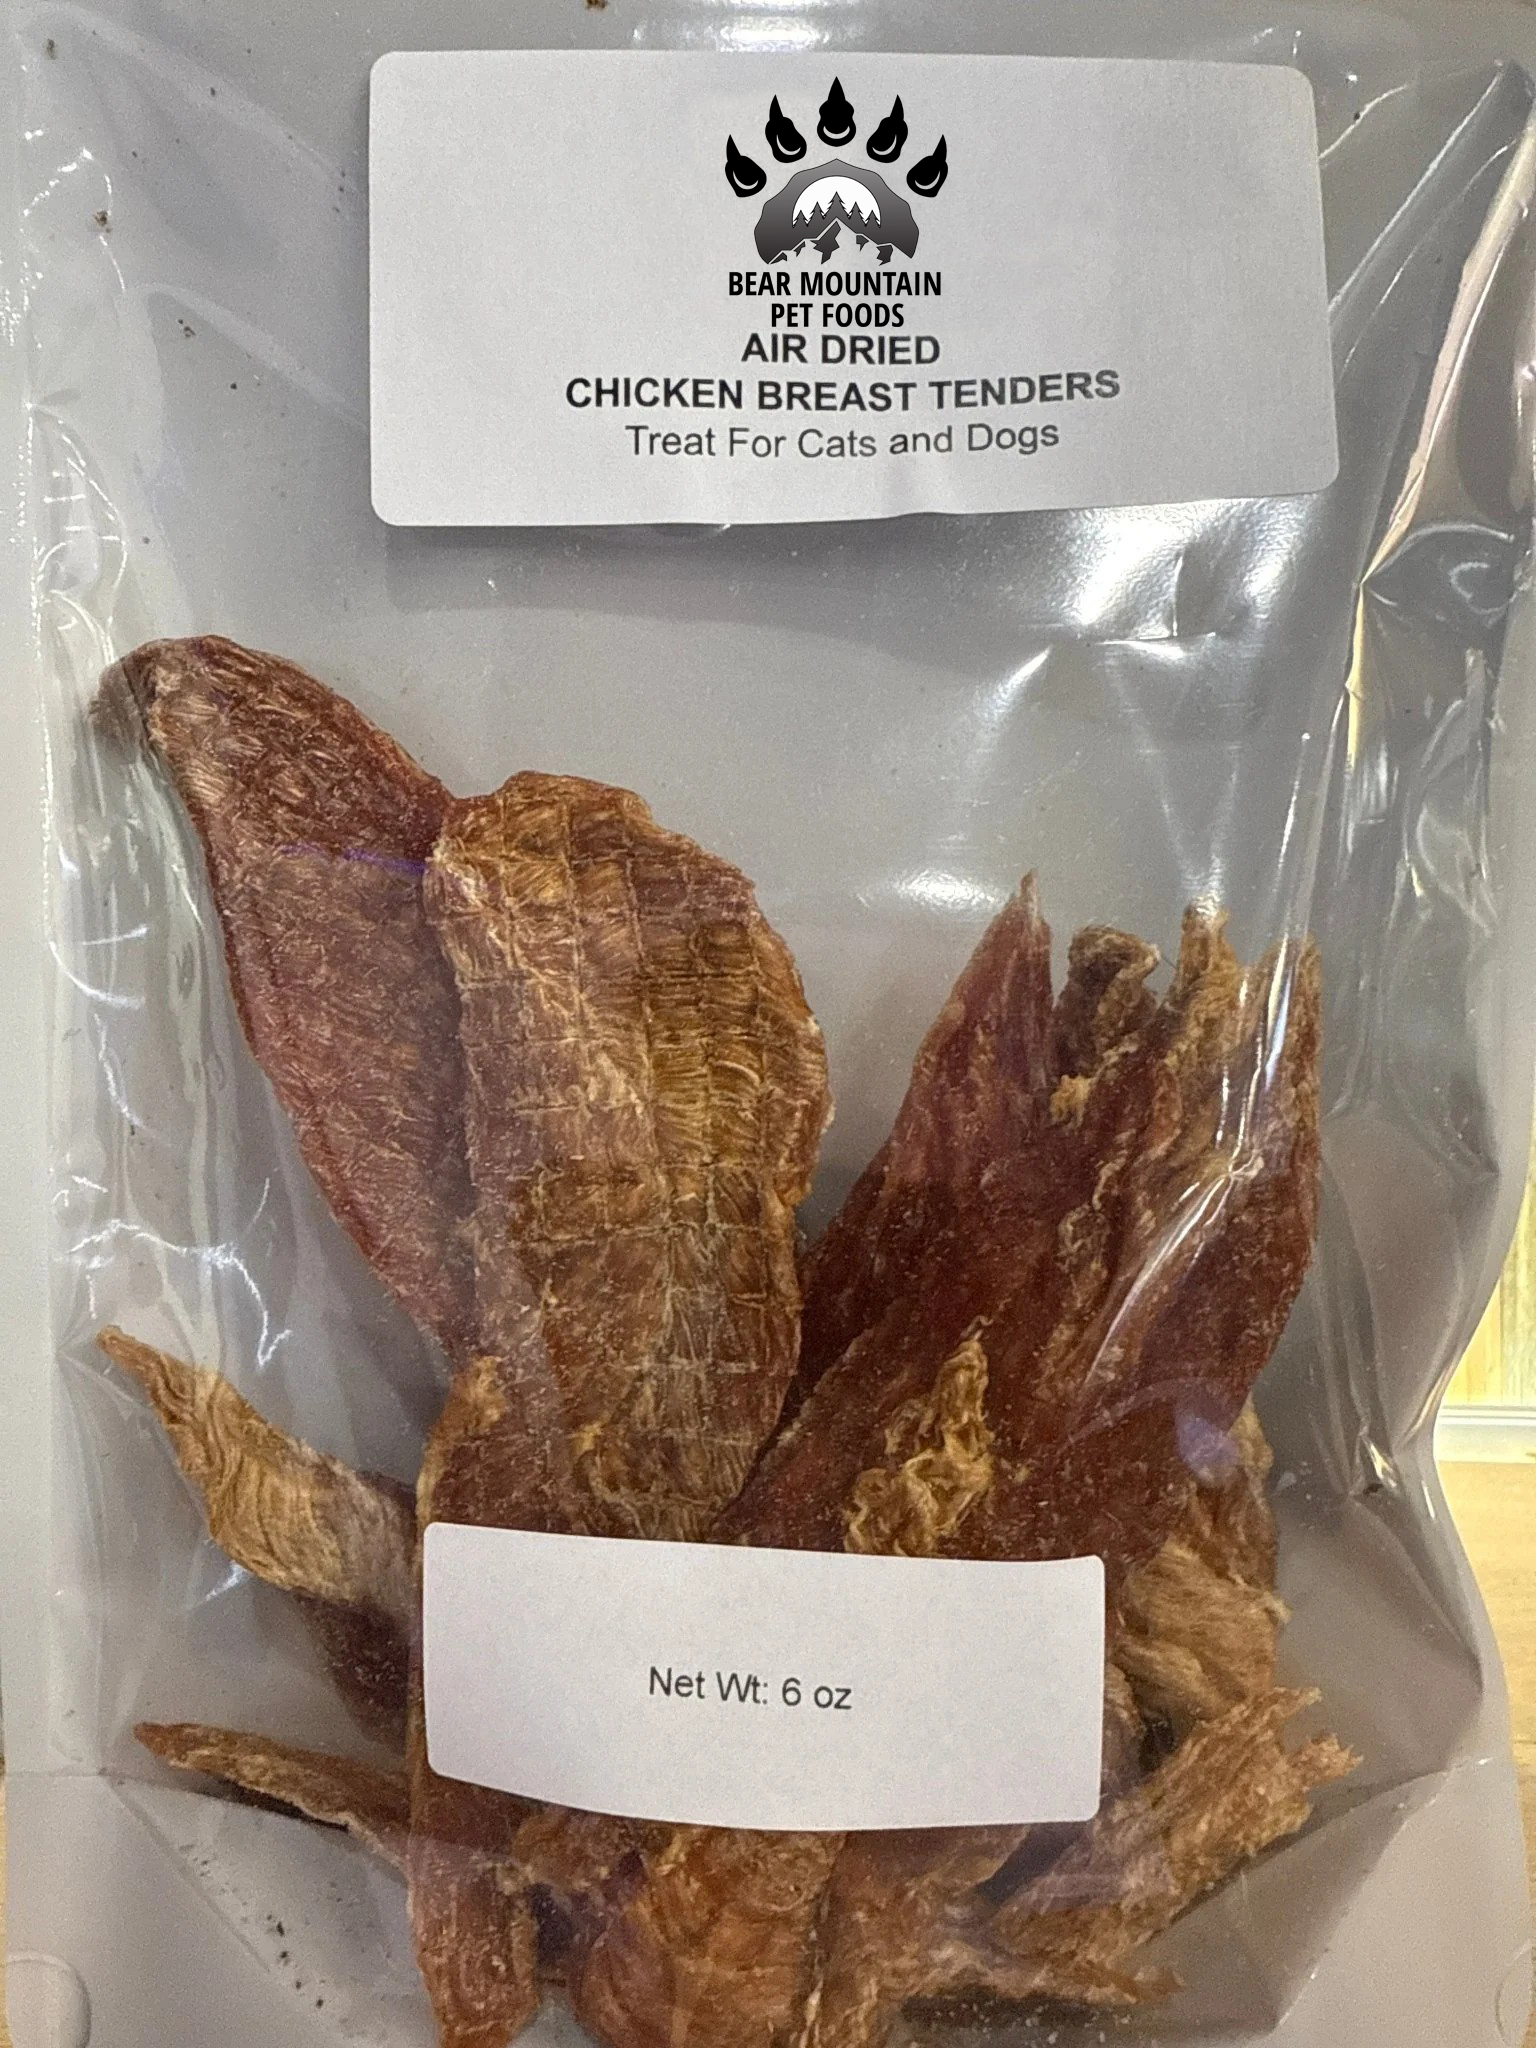 BEAR MOUNTAIN
PET FOODS
AIR DRIED
CHICKEN BREAST TENDERS
Treat For Cats and Dogs
Net Wt: 6 oz